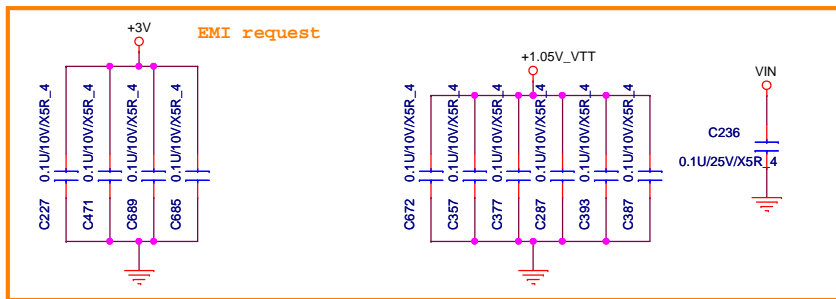 +3V
EMI request
+1.05V_VTT
VIN
0.1U/10V/X5R_4
0.1U/10V/X5R_4
0.1U/10V/X5R_4
0.1U/10V/X5R_4
0.1U/10V/X5R_4
0.1U/10V/X5R_4
0.1U/10V/X5R_4
0.1U/10V/X5R_4
0.1U/10V/X5R_4
0.1U/10V/X5R_4
C236
0.1U/25V/X5R_4
C227
C471
C689
C685
C672
C357
C377
C287
C393
C387